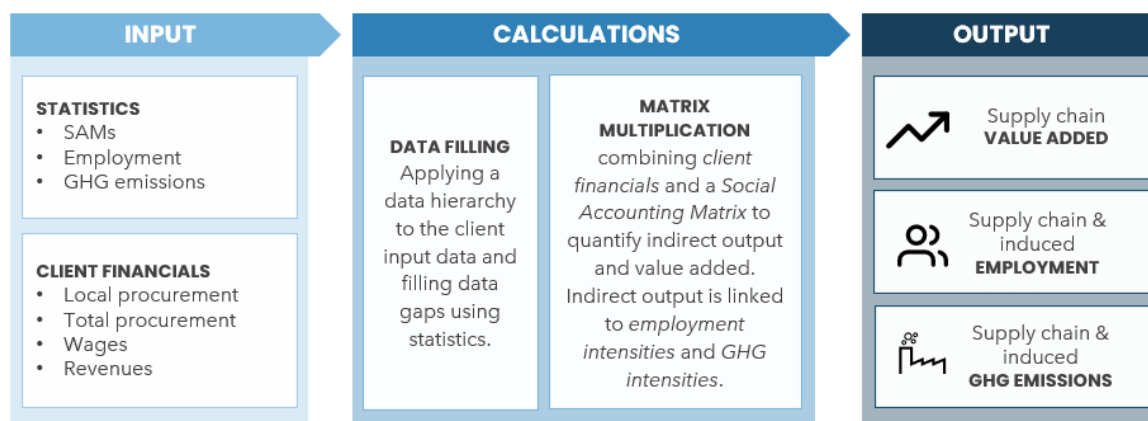 INPUT
STATISTICS
• SAMs
• Employment
• GHG emissions
CLIENT FINANCIALS
• Local procurement
• Total procurement
• Wages
• Revenues
CALCULATIONS
DATA FILLING
Applying a
data hierarchy
to the client
input data and
filling data
gaps using
statistics.
MATRIX
MULTIPLICATION
combining client
financials and a Social
Accounting Matrix to
quantify indirect output
and value added.
Indirect output is linked
to employment
intensities and GHG
intensities.
OUTPUT
Supply chain
VALUE ADDED
Supply chain &
induced
EMPLOYMENT
Supply chain &
induced
GHG EMISSIONS